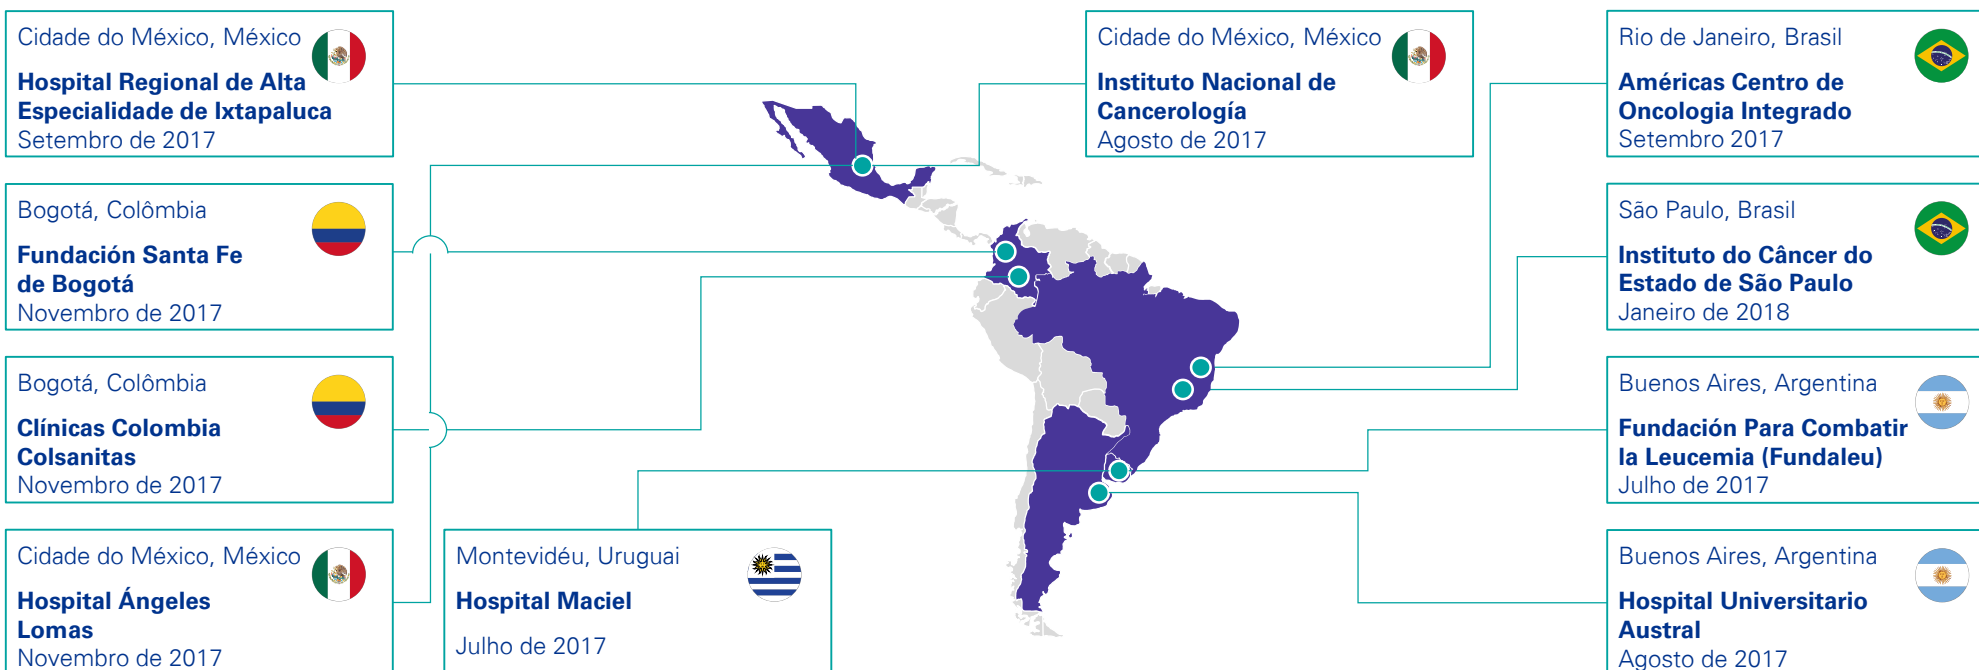 Cidade do México, México
Hospital Regional de Alta
Especialidade de Ixtapaluca
Setembro de 2017
Bogotá, Colômbia
Fundación Santa Fe
de Bogotá
Novembro de 2017
Bogotá, Colômbia
Clínicas Colombia
Colsanitas
Novembro de 2017
Cidade do México, México
Hospital Ángeles
Lomas
Novembro de 2017
Montevidéu, Uruguai
Hospital Maciel
Julho de 2017
Cidade do México, México
Instituto Nacional de
Cancerología
Agosto de 2017
Rio de Janeiro, Brasil
Américas Centro de
Oncologia Integrado
Setembro 2017
São Paulo, Brasil
Instituto do Câncer do
Estado de São Paulo
Janeiro de 2018
Buenos Aires, Argentina
Fundación Para Combatir
la Leucemia (Fundaleu)
Julho de 2017
Buenos Aires, Argentina
Hospital Universitario
Austral
Agosto de 2017